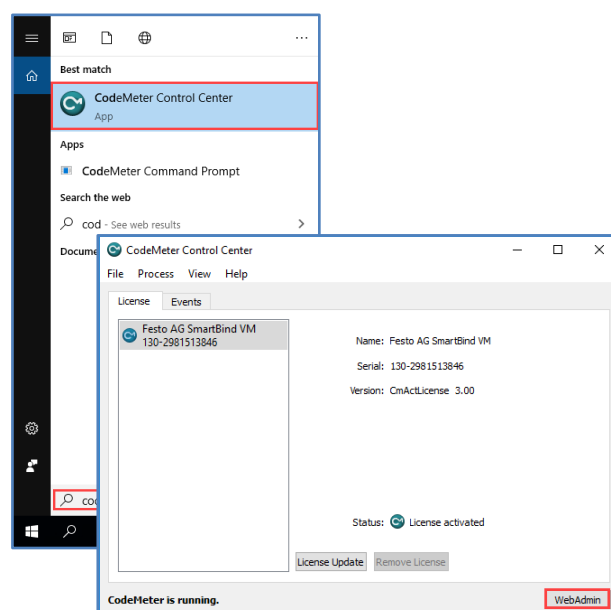 Best match
CodeMeter Control Center
App
Apps
CodeMeter Command Prompt
Search the web
cod - See web results
Docume
CodeMeter Control Center
File Process View Help
License Events
Festo AG SmartBind VM
130-2981513846
Name: Festo AG SmartBind VM
Serial: 130-2981513846
Version: CmActLicense 3.00
Status: License activated
License Update Remove License
cod
CodeMeter is running. WebAdmin